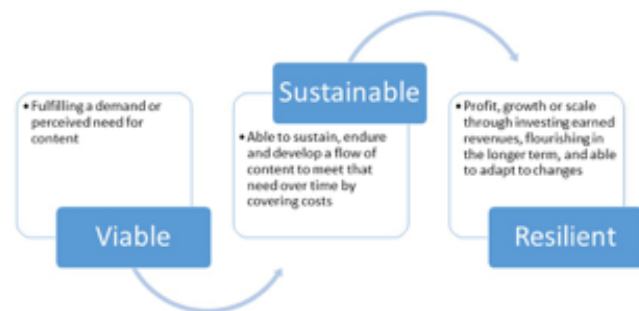 • Fulfilling a demand or
perceived need for
content
Viable
Sustainable
• Able to sustain, endure
and develop a flow of
content to meet that
need over time by
covering costs
• Profit, growth or scale
through investing earned
revenues, flourishing in
the longer term, and able
to adapt to changes
Resilient